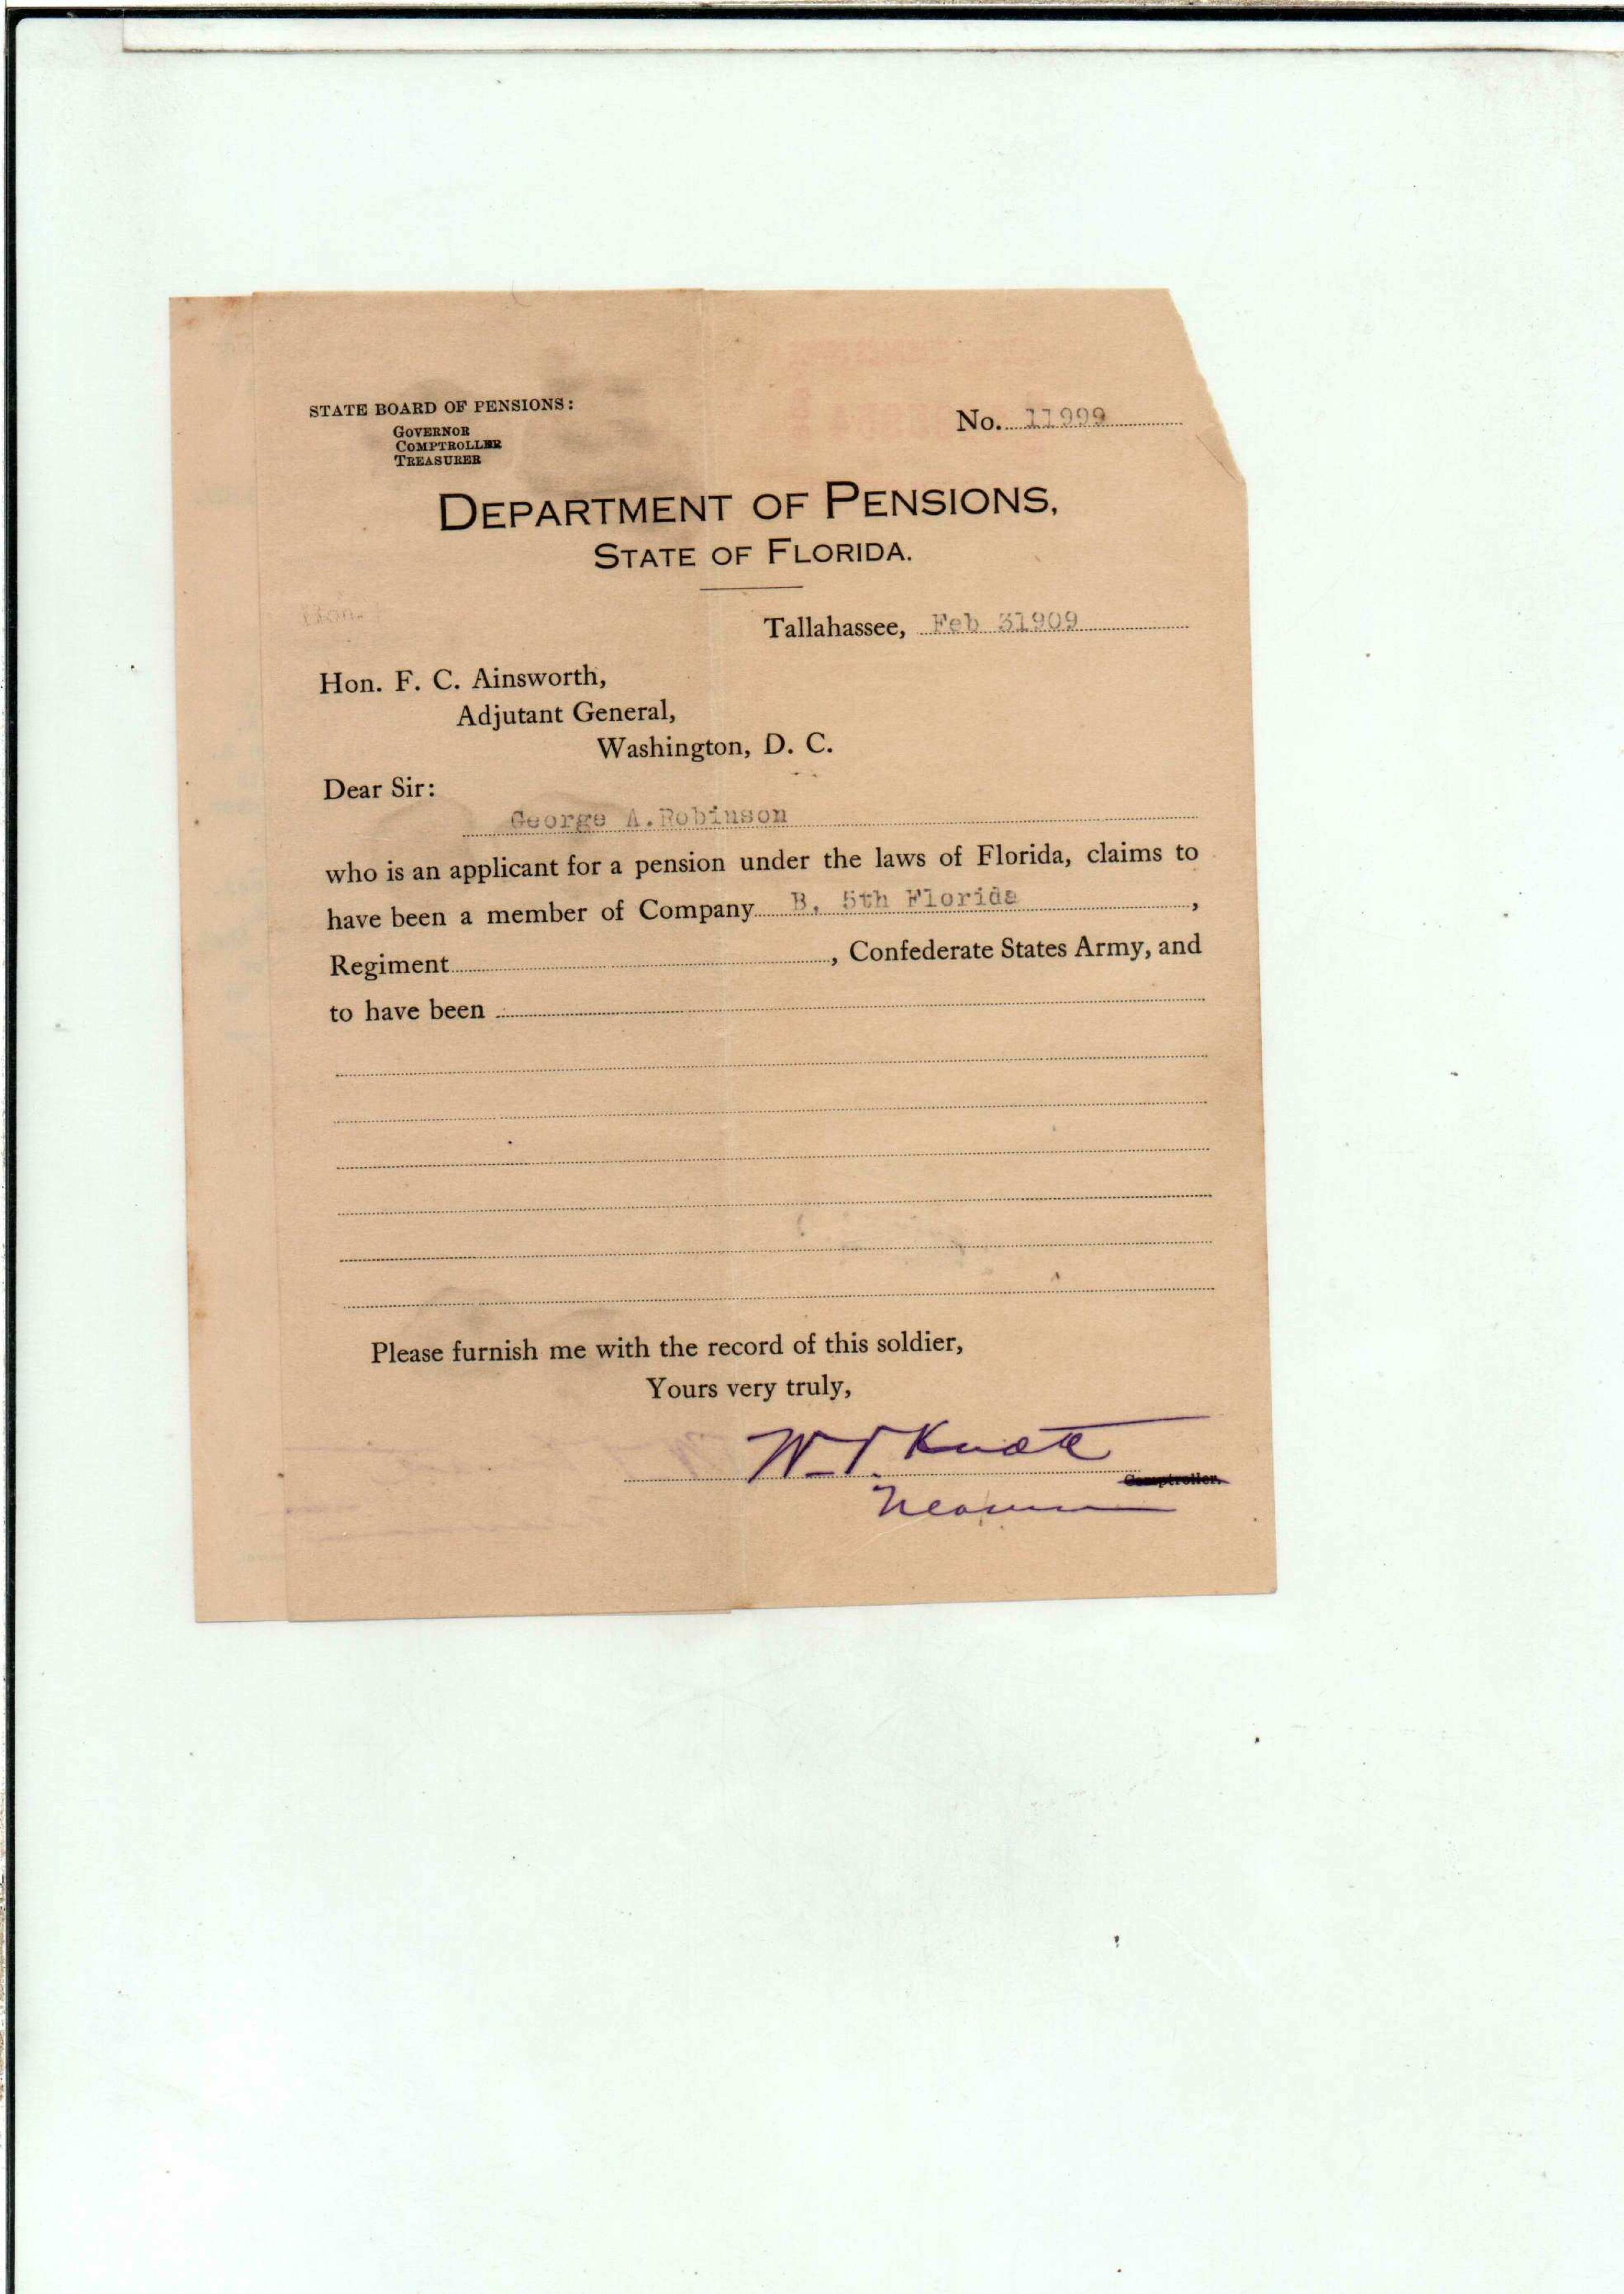 STATE BOARD OF PENSIONS:
GOVERNOR
COMPTROLLER
TREASURER
No. 11999
DEPARTMENT OF PENSIONS,
STATE OF FLORIDA.
Tallahassee, Feb 31909
Hon. F. C. Ainsworth,
Adjutant General,
Washington, D. C.
Dear Sir:
George A.Robinson
who is an applicant for a pension under the laws of Florida, claims to
have been a member of Company B, 5th Florida,
Regiment, Confederate States Army, and
to have been
Please furnish me with the record of this soldier,
Yours very truly,
W. V. Knott
Comptroller.